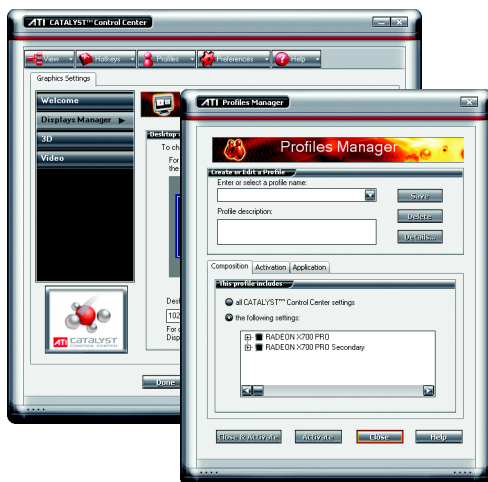 ATI CATALYST™ Control Center
View
Hotkeys
Profiles
Preferences
Help
Graphics Settings
Welcome
Displays Manager
3D
Video
Desktop a
To ch
For
the
Desl
102
For c
Disp
ATI CATALYST
CONTROL CENTER
Done
ATI Profiles Manager
Profiles Manager
Create or Edit a Profile
Enter or select a profile name:
Save
Profile description:
Delete
Details...
Composition
Activation
Application
This profile includes
all CATALYST™ Control Center settings
the following settings:
RADEON X700 PRO
RADEON X700 PRO Secondary
Close & Activate
Activate
Close
Help